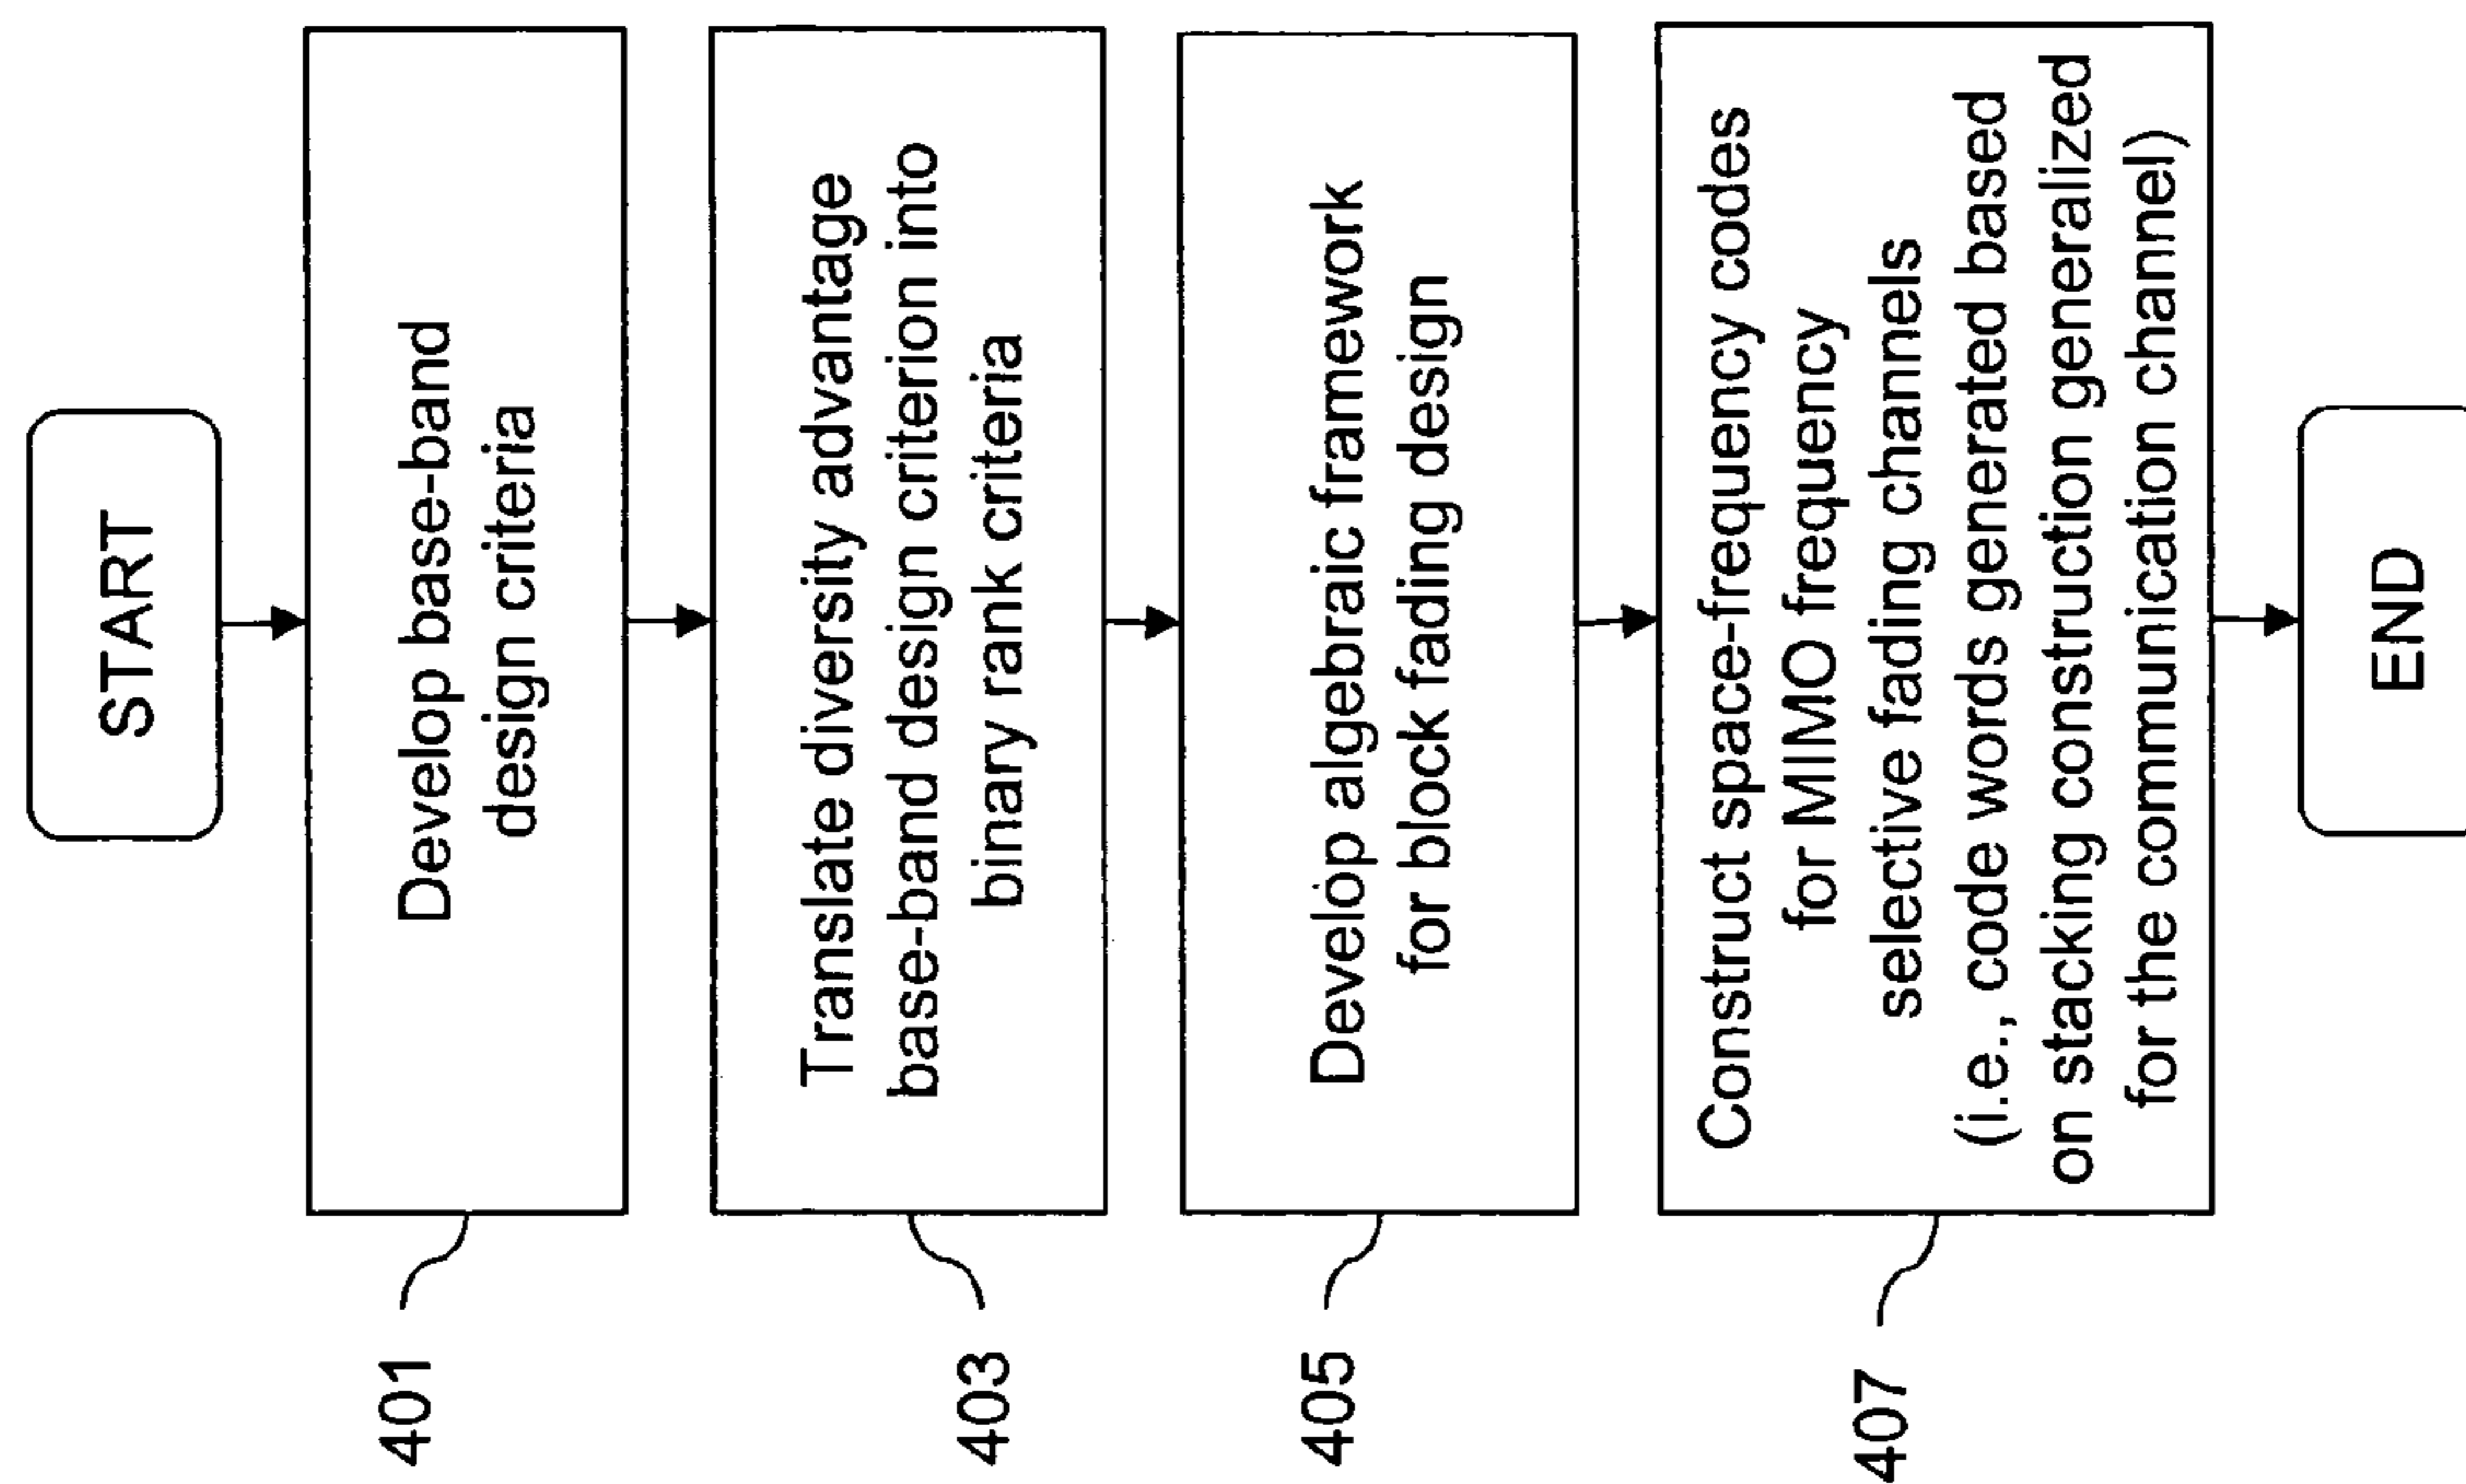 START
401
Develop base-band
design criteria
403
Translate diversity advantage
base-band design criterion into
binary rank criteria
405
Develop algebraic framework
for block fading design
407
Construct space-frequency codes
for MIMO frequency
selective fading channels
(i.e., code words generated based
on stacking construction generalized
for the communication channel)
END